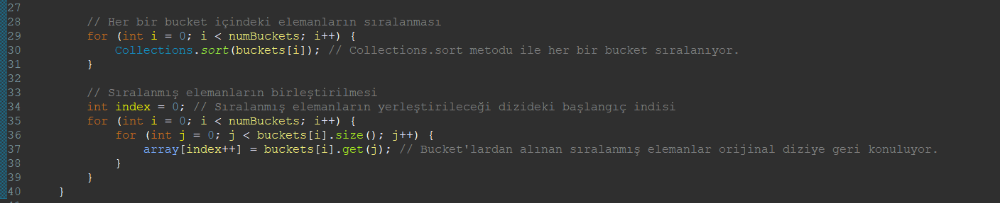 27
28 // Her bir bucket içindeki elemanların sıralanması
29 for (int i = 0; i < numBuckets; i++) {
30 Collections.sort(buckets[i]); // Collections.sort metodu ile her bir bucket sıralanıyor.
31 }
32
33 // Sıralanmış elemanların birleştirilmesi
34 int index = 0; // Sıralanmış elemanların yerleştirileceği dizideki başlangıç indisi
35 for (int i = 0; i < numBuckets; i++) {
36 for (int j = 0; j < buckets[i].size(); j++) {
37 array[index++] = buckets[i].get(j); // Bucket'lardan alınan sıralanmış elemanlar orijinal diziye geri konuluyor.
38 }
39 }
40 }